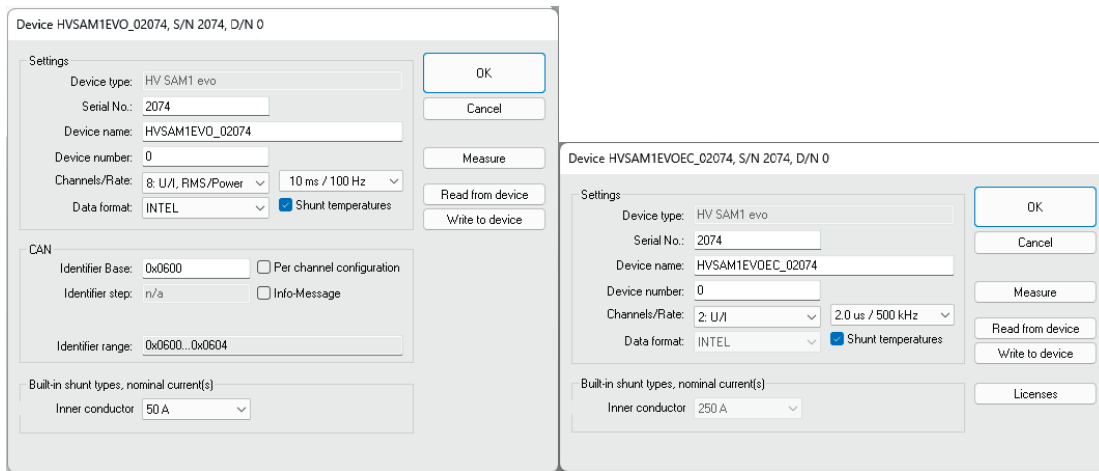 Device HVSAM1EVO_02074, S/N 2074, D/N 0
Settings
Device type: HV SAM1 evo
Serial No.: 2074
Device name: HVSAM1EVO_02074
Device number: 0
Channels/Rate: 8: U/I, RMS/Power 10 ms / 100 Hz
Data format: INTEL Shunt temperatures
OK
Cancel
Measure
Read from device
Write to device
CAN
Identifier Base: 0x0600 Per channel configuration
Identifier step: n/a Info-Message
Identifier range: 0x0600...0x0604
Built-in shunt types, nominal current(s)
Inner conductor 50 A
Device HVSAM1EVOEC_02074, S/N 2074, D/N 0
Settings
Device type: HV SAM1 evo
Serial No.: 2074
Device name: HVSAM1EVOEC_02074
Device number: 0
Channels/Rate: 2: U/I 2.0 us / 500 kHz
Data format: INTEL Shunt temperatures
OK
Cancel
Measure
Read from device
Write to device
Licenses
Built-in shunt types, nominal current(s)
Inner conductor 250 A